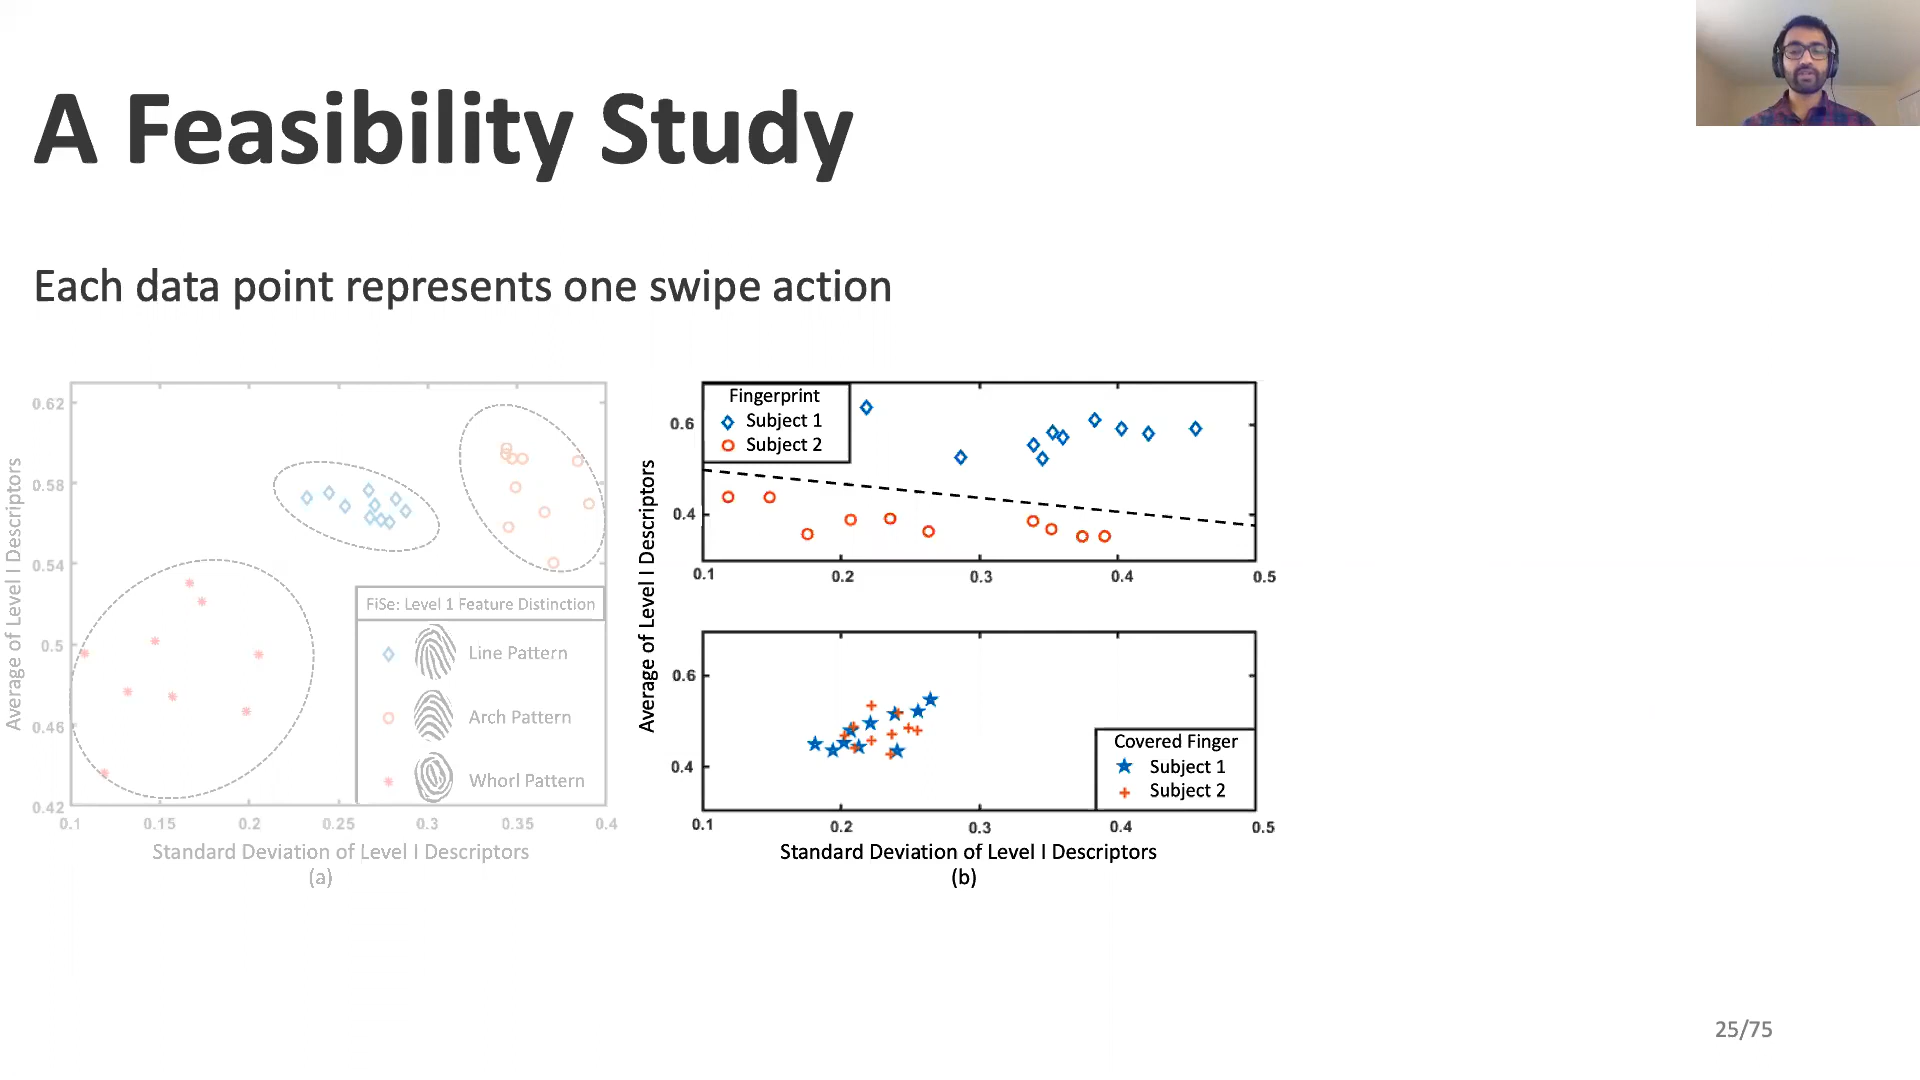 A Feasibility Study
Each data point represents one swipe action
Average of Level I Descriptors
0.62
0.58
0.54
0.5
0.46
0.42
FiSe: Level 1 Feature Distinction
Line Pattern
Arch Pattern
Whorl Pattern
0.1 0.15 0.2 0.25 0.3 0.35 0.4
Standard Deviation of Level I Descriptors
(a)
Average of Level I Descriptors
Fingerprint
Subject 1
Subject 2
0.6
0.4
0.1 0.2 0.3 0.4 0.5
0.6
0.4
Covered Finger
Subject 1
Subject 2
0.1 0.2 0.3 0.4 0.5
Standard Deviation of Level I Descriptors
(b)
25/75